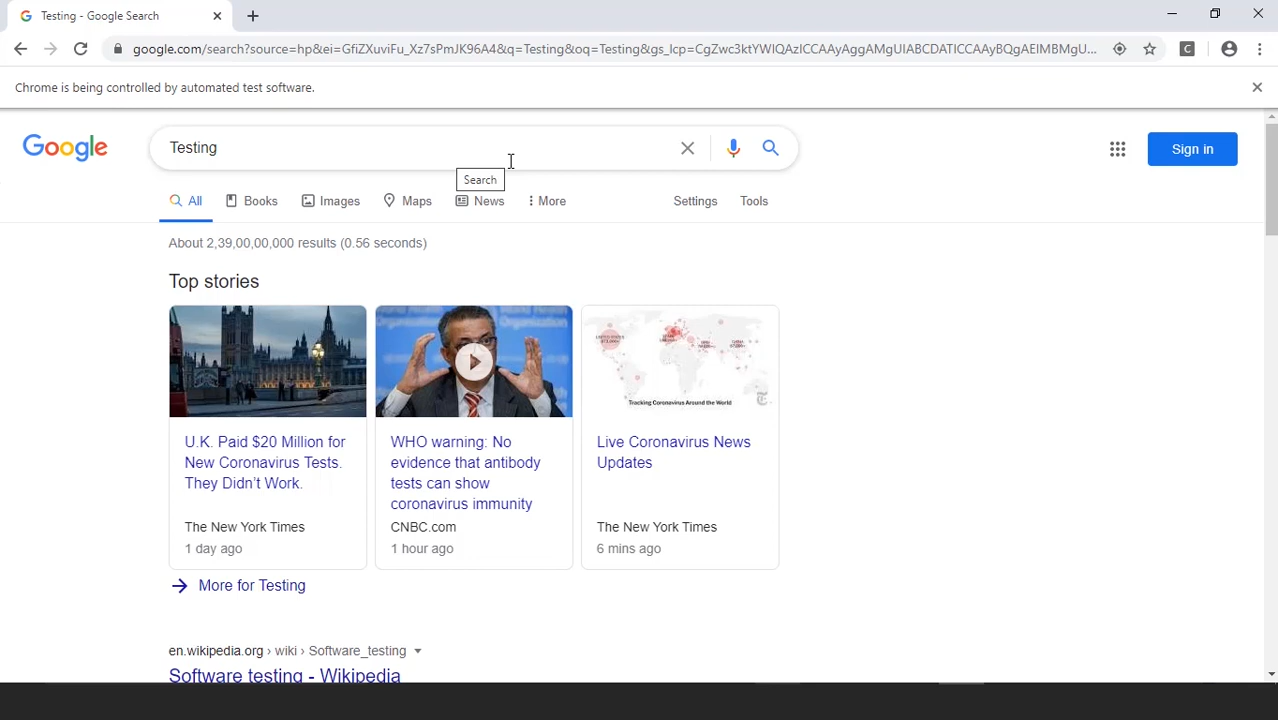 Testing - Google Search
google.com/search?source=hp&ei=GfiZXuviFu_Xz7sPmJK96A4&q=Testing&oq=Testing&gs_lcp=CgZwc3ktYWIQAzICCAAyAggAMgUIABCDATICCAAyBQgAEIMBMgU...
Chrome is being controlled by automated test software.
Google
Testing
Sign in
Search
All Books Images Maps News More Settings Tools
About 2,39,00,00,000 results (0.56 seconds)
Top stories
Tracking Coronavirus Around the World
U.K. Paid $20 Million for
New Coronavirus Tests.
They Didn't Work.
The New York Times
1 day ago
WHO warning: No
evidence that antibody
tests can show
coronavirus immunity
CNBC.com
1 hour ago
Live Coronavirus News
Updates
The New York Times
6 mins ago
More for Testing
en.wikipedia.org › wiki › Software_testing
Software testing - Wikipedia